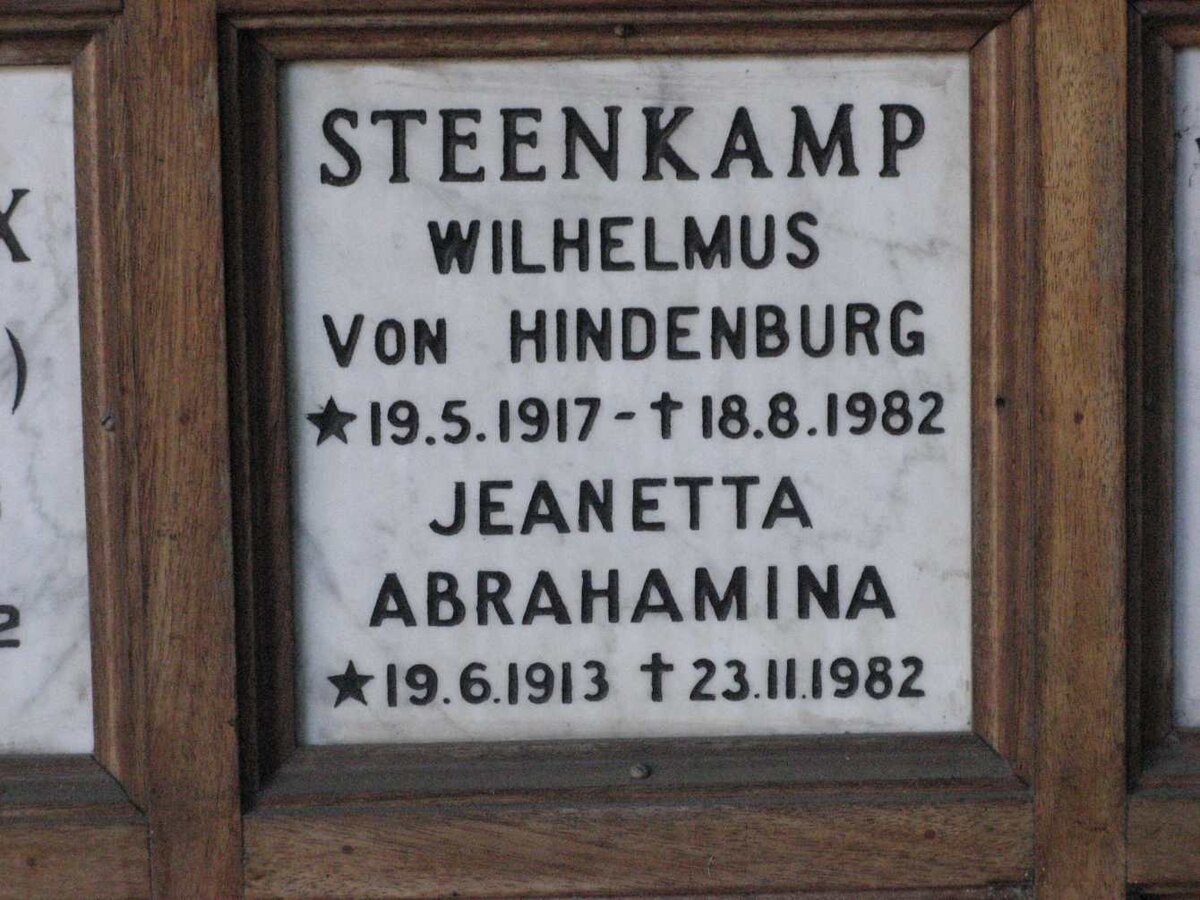 STEENKAMP
WILHELMUS
VON HINDENBURG
★19.5.1917-†18.8.1982
JEANETTA
ABRAHAMINA
★19.6.1913 †23.11.1982